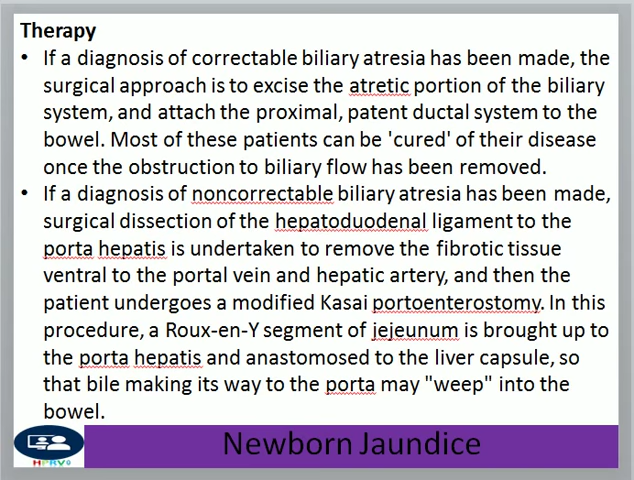 Therapy
• If a diagnosis of correctable biliary atresia has been made, the
surgical approach is to excise the atretic portion of the biliary
system, and attach the proximal, patent ductal system to the
bowel. Most of these patients can be 'cured' of their disease
once the obstruction to biliary flow has been removed.
• If a diagnosis of noncorrectable biliary atresia has been made,
surgical dissection of the hepatoduodenal ligament to the
porta hepatis is undertaken to remove the fibrotic tissue
ventral to the portal vein and hepatic artery, and then the
patient undergoes a modified Kasai portoenterostomy. In this
procedure, a Roux-en-Y segment of jejeunum is brought up to
the porta hepatis and anastomosed to the liver capsule, so
that bile making its way to the porta may "weep" into the
bowel.
Newborn Jaundice